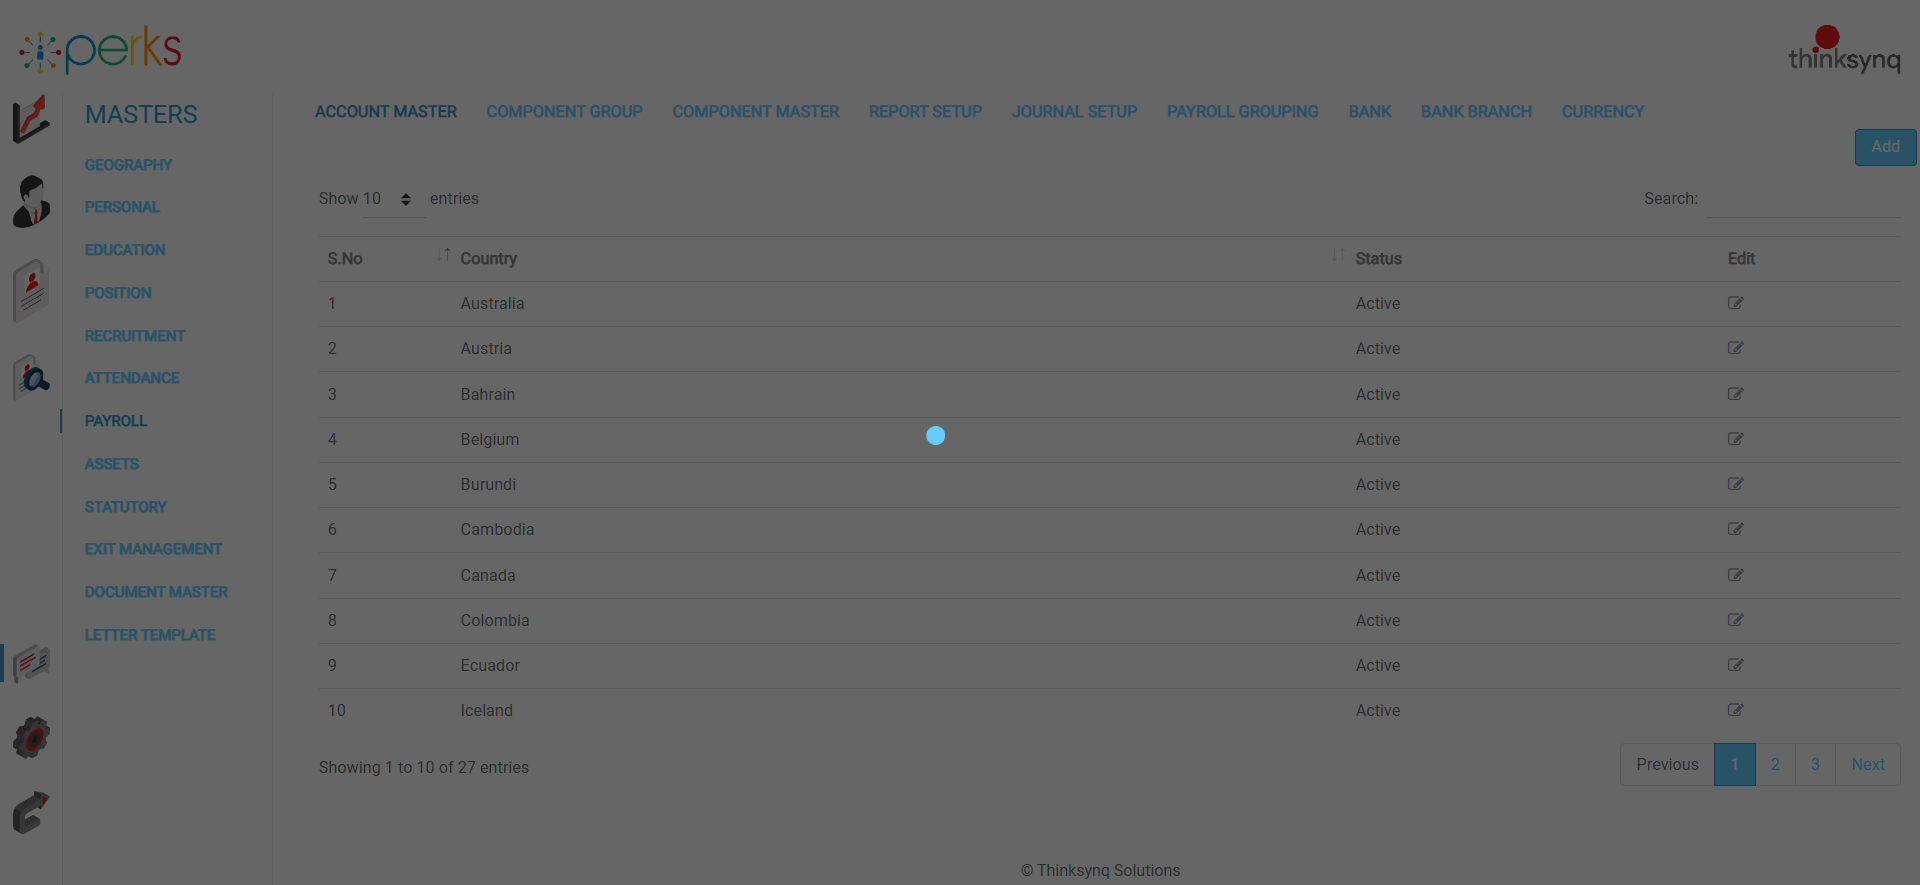 perks
thinksynq
MASTERS
GEOGRAPHY
PERSONAL
EDUCATION
POSITION
RECRUITMENT
ATTENDANCE
PAYROLL
ASSETS
STATUTORY
EXIT MANAGEMENT
DOCUMENT MASTER
LETTER TEMPLATE
ACCOUNT MASTER COMPONENT GROUP COMPONENT MASTER REPORT SETUP JOURNAL SETUP PAYROLL GROUPING BANK BANK BRANCH CURRENCY
Add
Show 10 entries Search:
S.No Country Status Edit
1 Australia Active
2 Austria Active
3 Bahrain Active
4 Belgium Active
5 Burundi Active
6 Cambodia Active
7 Canada Active
8 Colombia Active
9 Ecuador Active
10 Iceland Active
Showing 1 to 10 of 27 entries Previous 1 2 3 Next
© Thinksynq Solutions